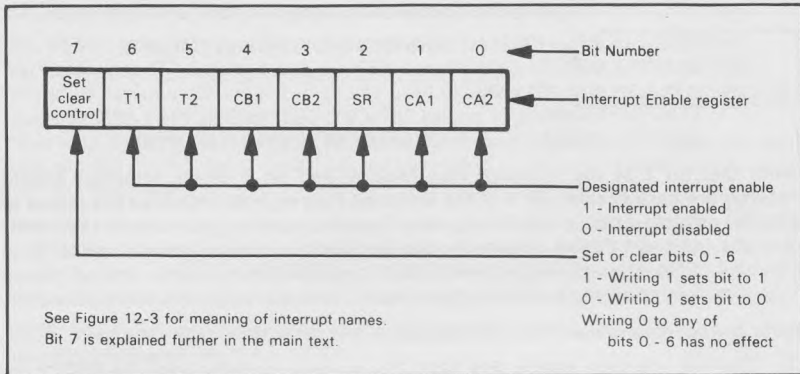 7 6 5 4 3 2 1 0 Bit Number
Set clear control T1 T2 CB1 CB2 SR CA1 CA2 Interrupt Enable register
Designated interrupt enable
1 - Interrupt enabled
0 - Interrupt disabled
Set or clear bits 0 - 6
1 - Writing 1 sets bit to 1
0 - Writing 1 sets bit to 0
Writing 0 to any of
bits 0 - 6 has no effect
See Figure 12-3 for meaning of interrupt names.
Bit 7 is explained further in the main text.